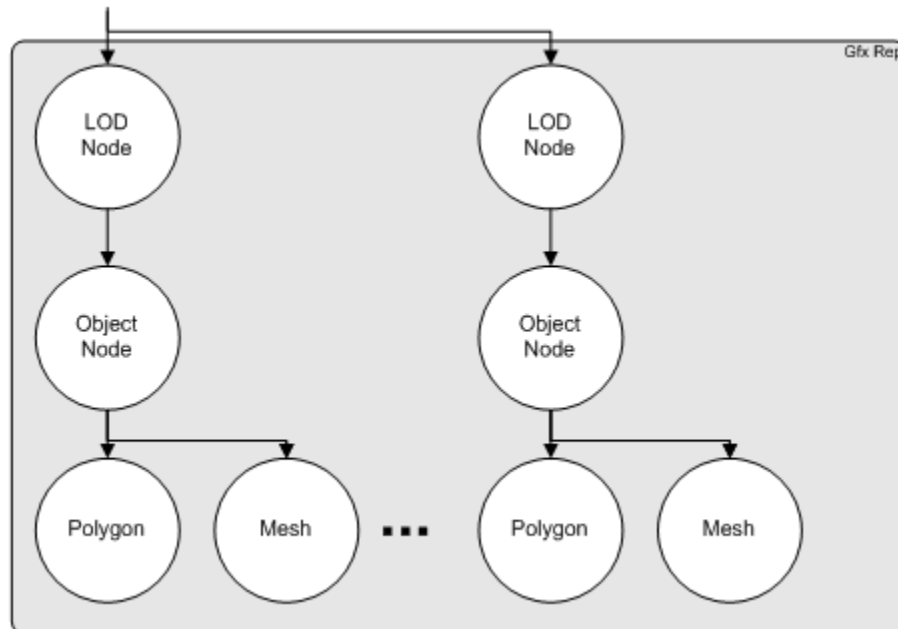 Gfx Rep
LOD
Node
LOD
Node
Object
Node
Object
Node
Polygon
Mesh
Polygon
Mesh